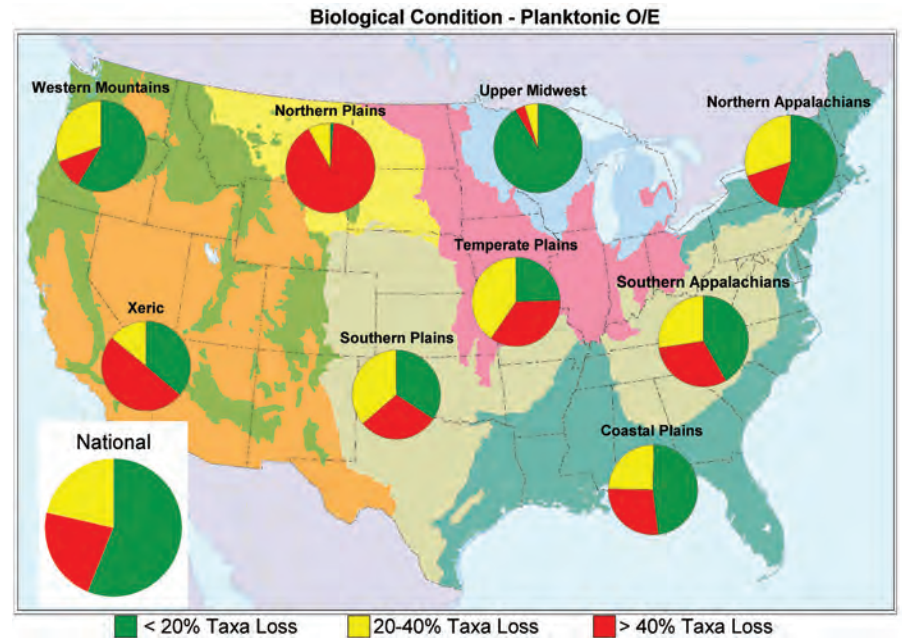 Biological Condition - Planktonic O/E
Western Mountains
Northern Plains
Upper Midwest
Northern Appalachians
Temperate Plains
Southern Appalachians
Xeric
Southern Plains
Coastal Plains
National
< 20% Taxa Loss
20-40% Taxa Loss
> 40% Taxa Loss